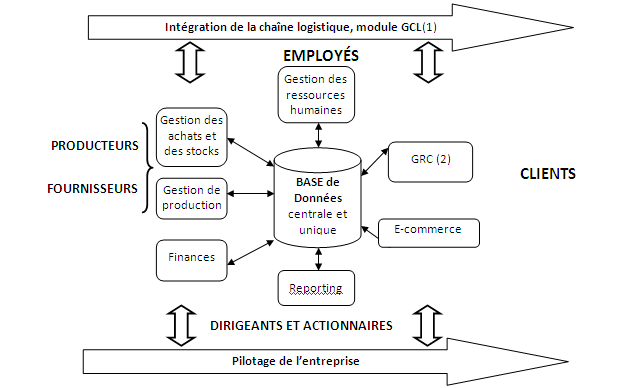 Intégration de la chaîne logistique, module GCL(1)
EMPLOYÉS
Gestion des
ressources
humaines
Gestion des
achats et
des stocks
PRODUCTEURS
FOURNISSEURS
GRC (2)
CLIENTS
BASE de
Données
centrale et
unique
Gestion de
production
E-commerce
Finances
Reporting
DIRIGEANTS ET ACTIONNAIRES
Pilotage de l'entreprise